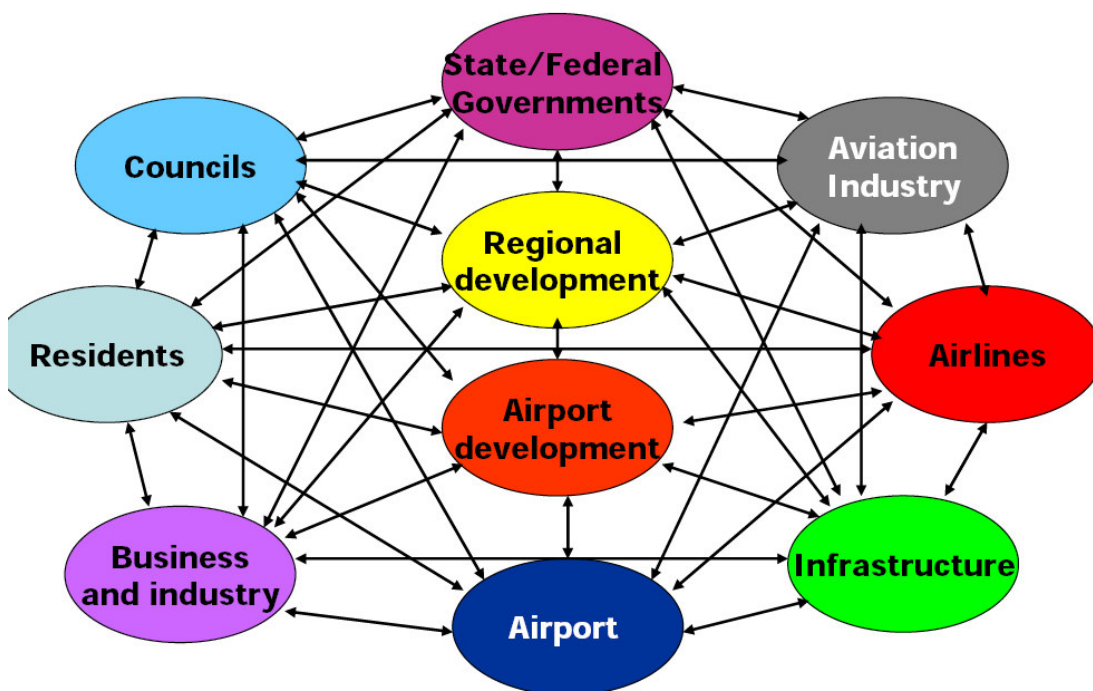 State/Federal
Governments
Councils
Aviation
Industry
Regional
development
Residents
Airlines
Airport
development
Business
and industry
Infrastructure
Airport